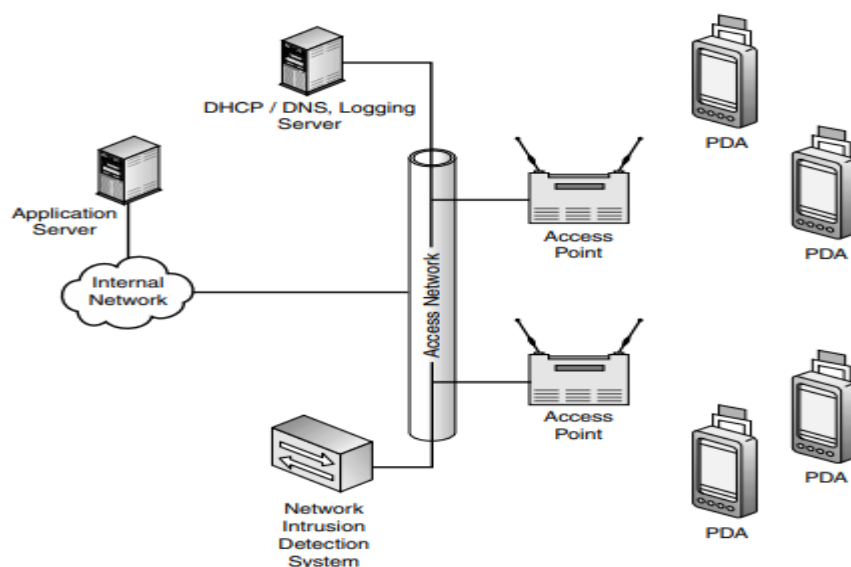 DHCP / DNS, Logging
Server
PDA
Application
Server
Access
Point
PDA
Internal
Network
Access Network
Access
Point
PDA
Network
Intrusion
Detection
System
PDA